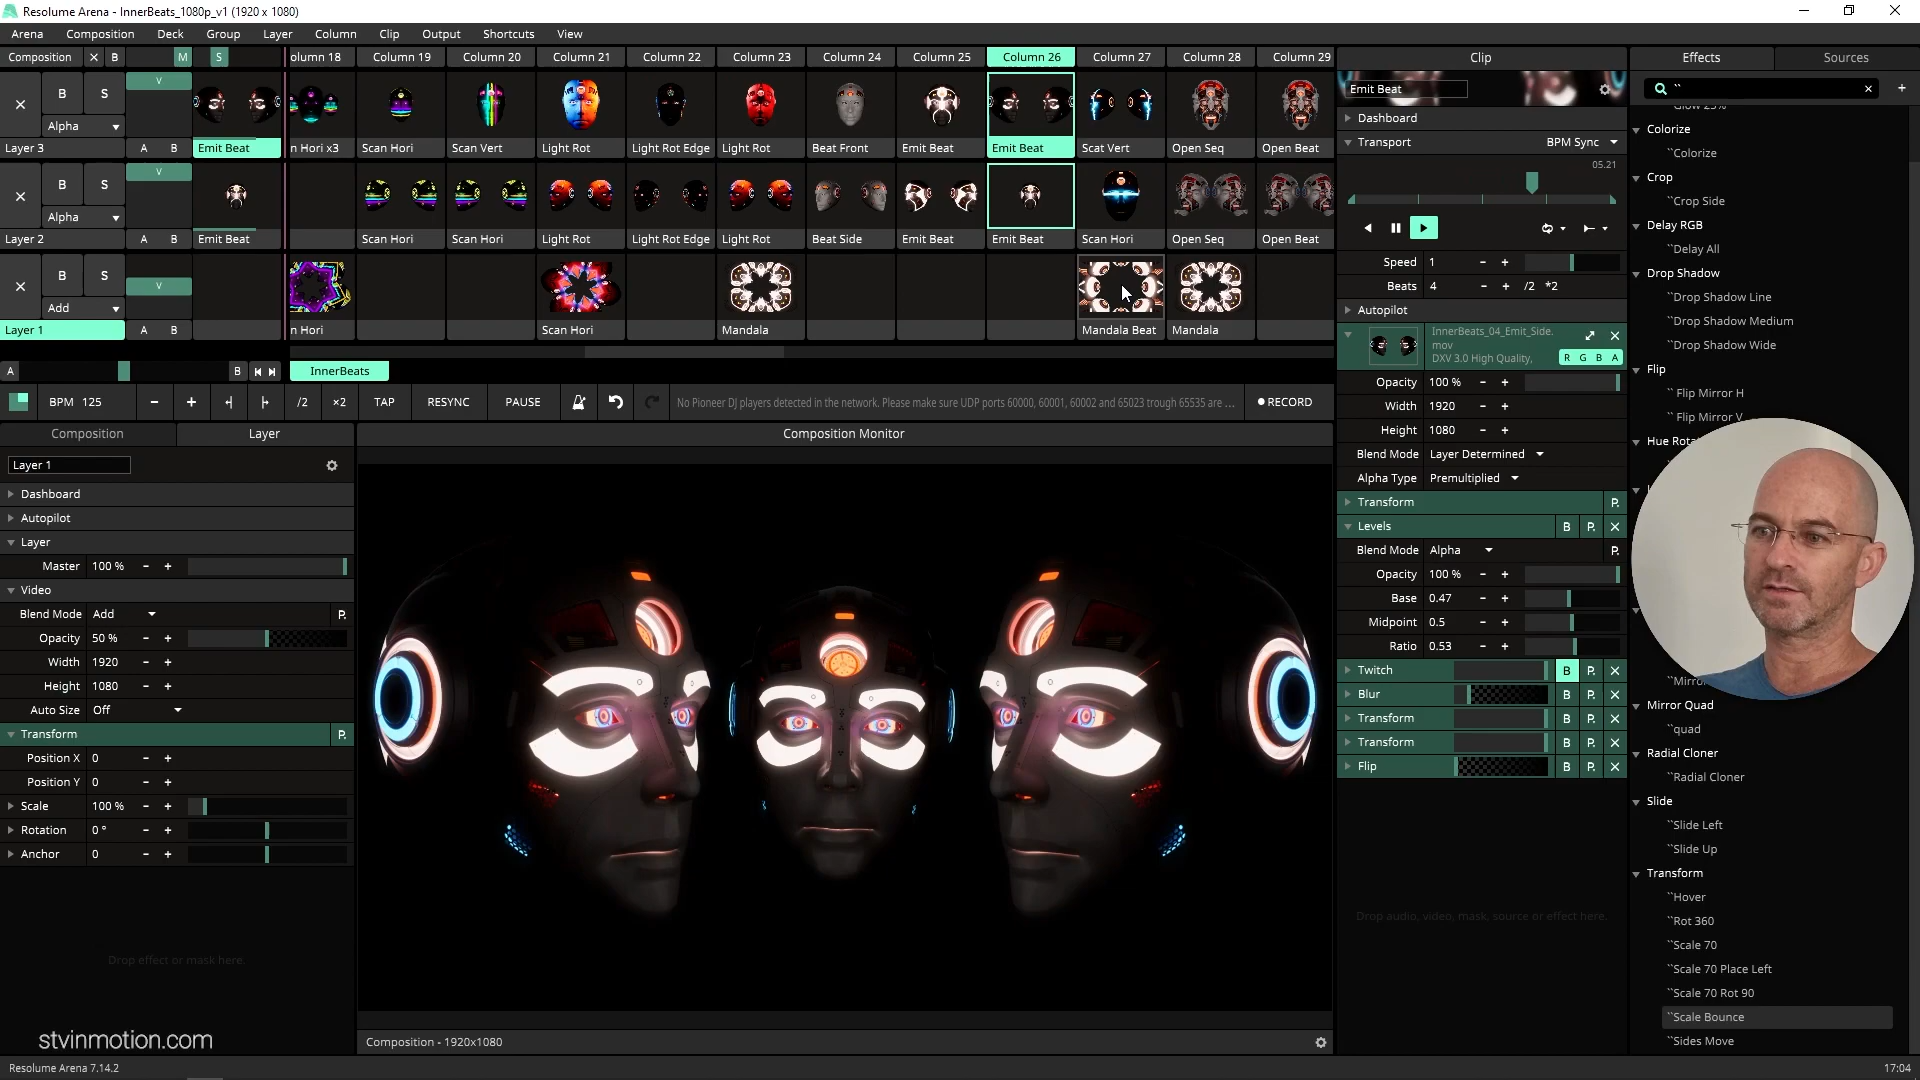 Resolume Arena - InnerBeats_1080p_v1 (1920 x 1080)
Arena Composition Deck Group Layer Column Clip Output Shortcuts View
Composition X B M S olumn 18 Column 19 Column 20 Column 21 Column 22 Column 23 Column 24 Column 25 Column 26 Column 27 Column 28 Column 29
B S V
Alpha
Layer 3 A B Emit Beat n Hori x3 Scan Hori Scan Vert Light Rot Light Rot Edge Light Rot Beat Front Emit Beat Emit Beat Scat Vert Open Seq Open Beat
B S V
Alpha
Layer 2 A B Emit Beat Scan Hori Scan Hori Light Rot Light Rot Edge Light Rot Beat Side Emit Beat Emit Beat Scan Hori Open Seq Open Beat
B S V
Add
Layer 1 A B n Hori Scan Hori Mandala Mandala Beat Mandala
A B InnerBeats
BPM 125 - + /2 ×2 TAP RESYNC PAUSE No Pioneer DJ players detected in the network. Please make sure UDP ports 60000, 60001, 60002 and 65023 trough 65535 are ... RECORD
Composition Layer
Layer 1
Dashboard
Autopilot
Layer
Master 100 % - +
Video
Blend Mode Add P.
Opacity 50 % - +
Width 1920 - +
Height 1080 - +
Auto Size Off
Transform P.
Position X 0 - +
Position Y 0 - +
Scale 100 % - +
Rotation 0 ° - +
Anchor 0 - +
Drop effect or mask here.
stvinmotion.com
Resolume Arena 7.14.2
Composition Monitor
Composition - 1920x1080
Clip
Emit Beat
Dashboard
Transport BPM Sync
05.21
Speed 1 - +
Beats 4 - + /2 *2
Autopilot
InnerBeats_04_Emit_Side.
mov
DXV 3.0 High Quality, R G B A
Opacity 100 % - +
Width 1920 - +
Height 1080 - +
Blend Mode Layer Determined
Alpha Type Premultiplied
Transform P.
Levels B P. X
Blend Mode Alpha P.
Opacity 100 % - +
Base 0.47 - +
Midpoint 0.5 - +
Ratio 0.53 - +
Twitch B P. X
Blur B P. X
Transform B P. X
Transform B P. X
Flip B P. X
Drop audio, video, mask, source or effect here.
Effects Sources
`` × +
Glow 25%
Colorize
``Colorize
Crop
``Crop Side
Delay RGB
``Delay All
Drop Shadow
``Drop Shadow Line
``Drop Shadow Medium
``Drop Shadow Wide
Flip
`` Flip Mirror H
`` Flip Mirror V
Hue Rota
``Mirror
Mirror Quad
``quad
Radial Cloner
``Radial Cloner
Slide
``Slide Left
``Slide Up
Transform
``Hover
``Rot 360
``Scale 70
``Scale 70 Place Left
``Scale 70 Rot 90
``Scale Bounce
``Sides Move
17:04